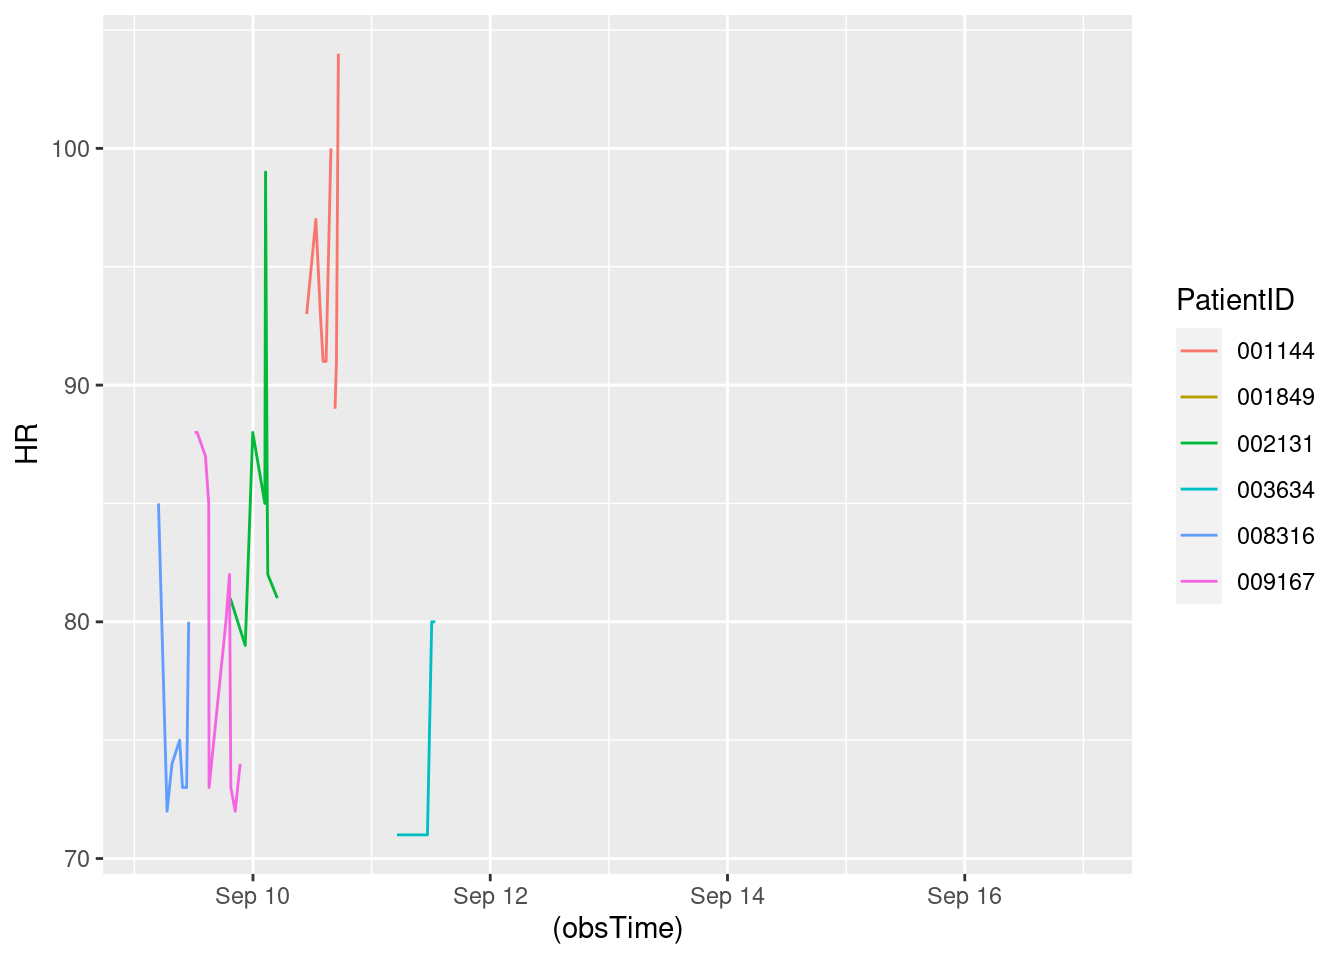 100
90
80
70
HR
Sep 10
Sep 12
Sep 14
Sep 16
(obsTime)
PatientID
001144
001849
002131
003634
008316
009167